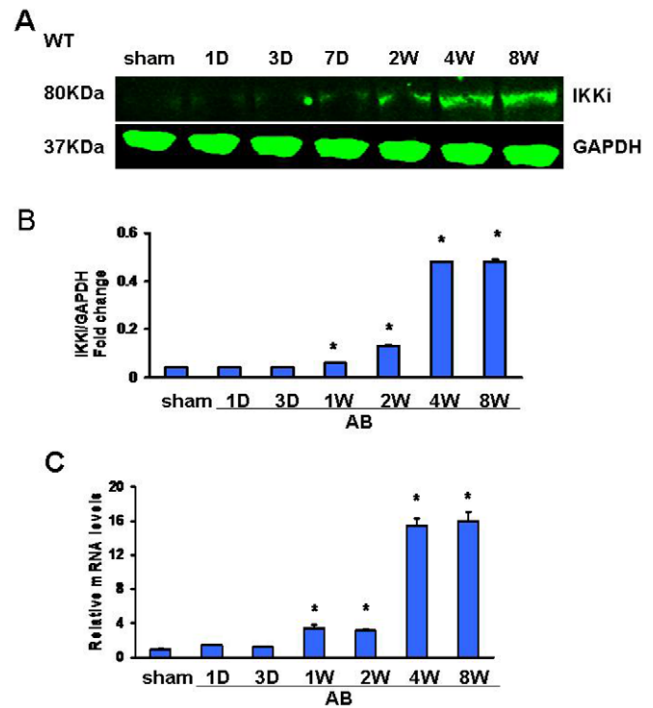 A
WT
sham 1D 3D 7D 2W 4W 8W
80KDa IKKi
37KDa GAPDH
B
IKKI/GAPDH
Fold change
0.6
0.4
0.2
0
* * * *
sham 1D 3D 1W 2W 4W 8W
AB
C
Relative mRNA levels
20
16
12
8
4
0
* * * *
sham 1D 3D 1W 2W 4W 8W
AB